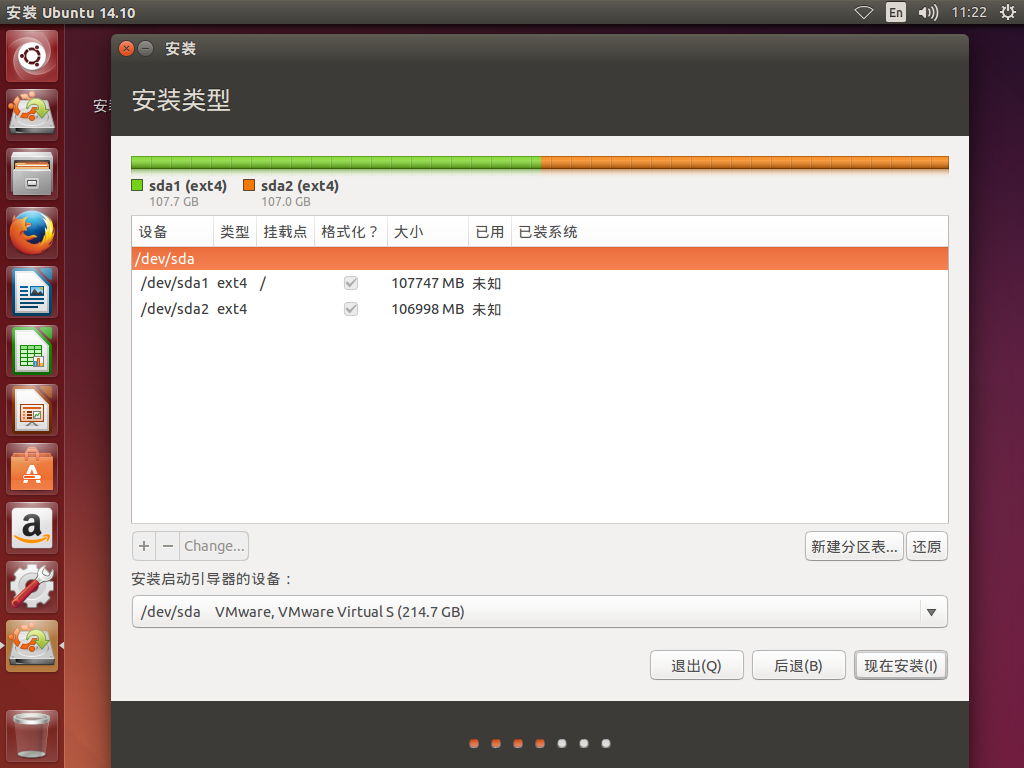 安装 Ubuntu 14.10
En
11:22
安装
安装
安装类型
sda1 (ext4) sda2 (ext4)
107.7 GB 107.0 GB
设备 类型 挂载点 格式化？ 大小 已用 已装系统
/dev/sda
/dev/sda1 ext4 / 107747 MB 未知
/dev/sda2 ext4 106998 MB 未知
+ − Change... 新建分区表... 还原
安装启动引导器的设备：
/dev/sda VMware, VMware Virtual S (214.7 GB)
退出(Q) 后退(B) 现在安装(I)